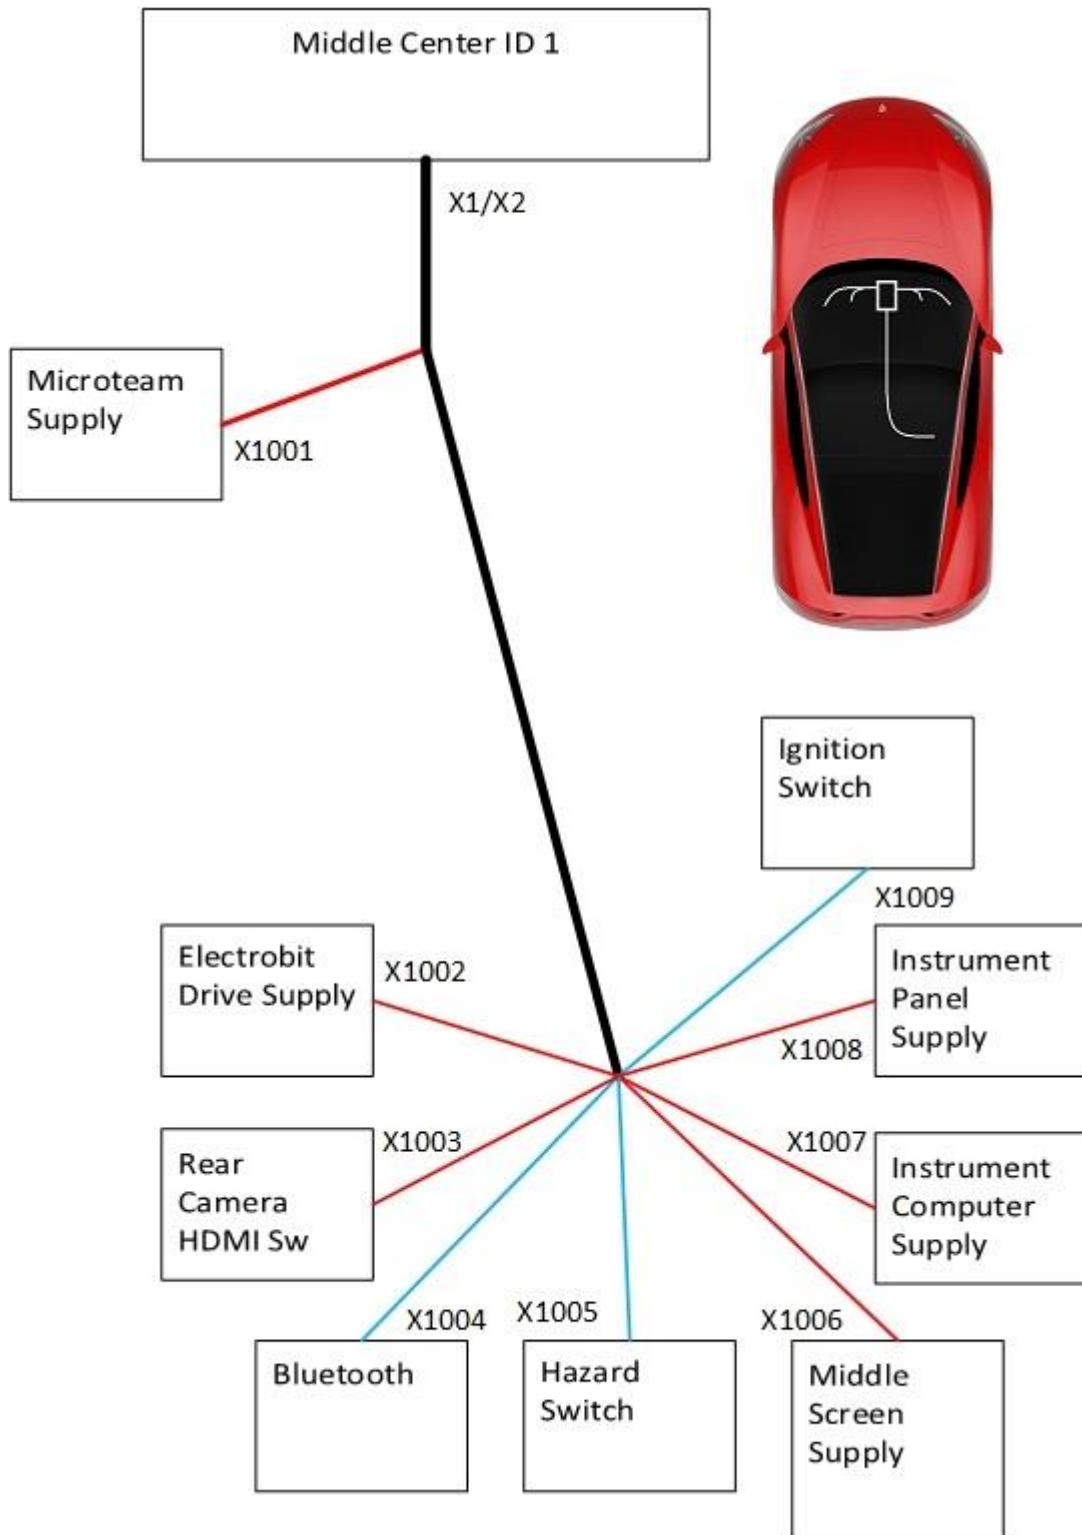 Middle Center ID 1
X1/X2
Microteam
Supply
X1001
Ignition
Switch
X1009
Electrobit
Drive Supply
X1002
Instrument
Panel
Supply
X1008
Rear
Camera
HDMI Sw
X1003
X1007
Instrument
Computer
Supply
X1004
X1005
X1006
Bluetooth
Hazard
Switch
Middle
Screen
Supply